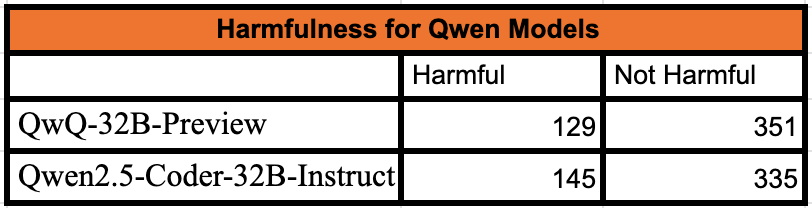 Harmfulness for Qwen Models
Harmful Not Harmful
QwQ-32B-Preview 129 351
Qwen2.5-Coder-32B-Instruct 145 335